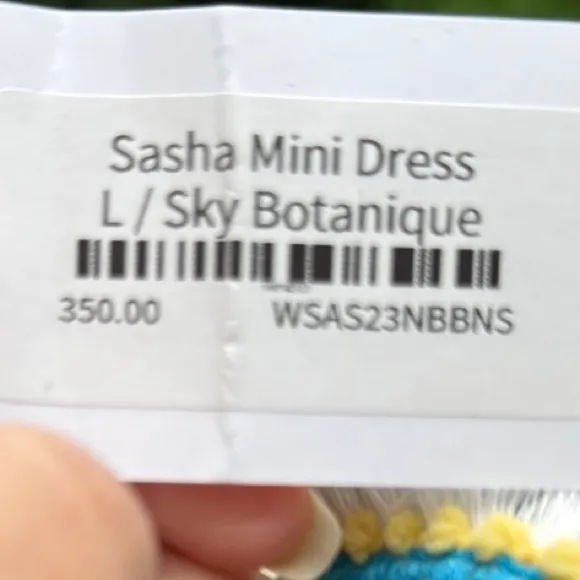 Sasha Mini Dress
L / Sky Botanique
350.00 WSAS23NBBNS